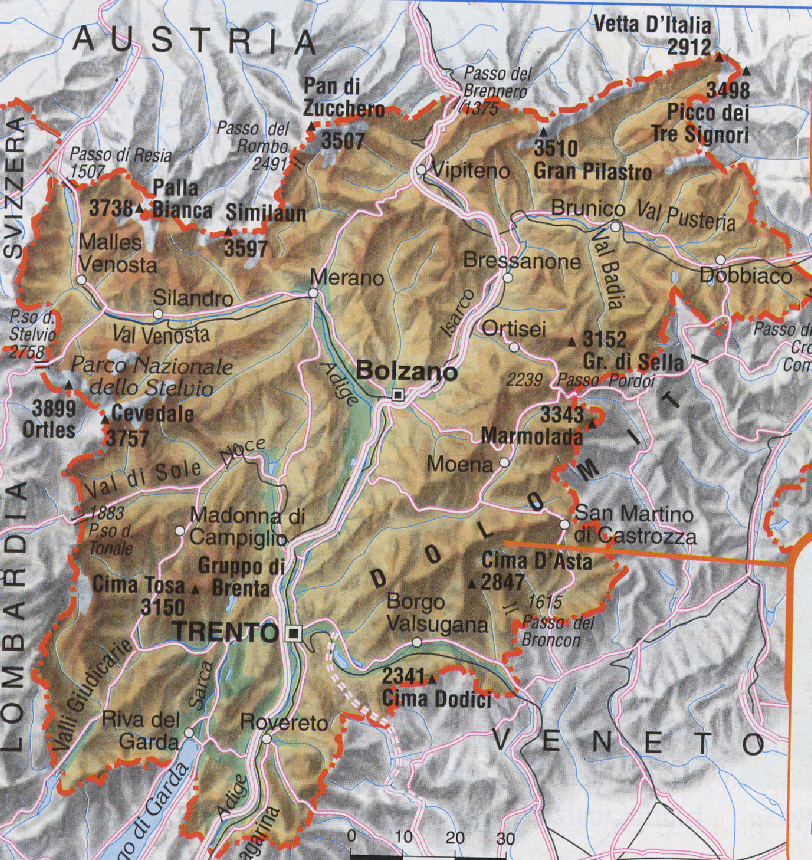 AUSTRIA
Vetta D'Italia
2912
3498
Picco dei
Tre Signori
Passo del
Brennero
1375
Pan di
Zucchero
3507
Passo del
Rombo
2491
3510
Gran Pilastro
SVIZZERA
Passo di Resia
1507
Vipiteno
Palla
3738 Bianca
Similaun
3597
Brunico
Val Pusteria
Val Badia
Malles
Venosta
Bressanone
Dobbiaco
Merano
Silandro
Val Venosta
Isarco
P.so d.
Stelvio
2758
Ortisei
3152
Gr. di Sella
Parco Nazionale
dello Stelvio
Bolzano
Adige
2239 Passo Pordoi
3899
Ortles
Cevedale
3757
3343
Marmolada
Noce
Val di Sole
Moena
DOLOMITI
LOMBARDIA
1883
P.so d.
Tonale
Madonna di
Campiglio
San Martino
di Castrozza
Gruppo di
Brenta
Cima D'Asta
2847
Cima Tosa
3150
Borgo
Valsugana
1615
Passo del
Broncon
TRENTO
Valli Giudicarie
Sarca
2341
Cima Dodici
Riva del
Garda
Rovereto
VENETO
go di Garda
Adige
agarina
0 10 20 30